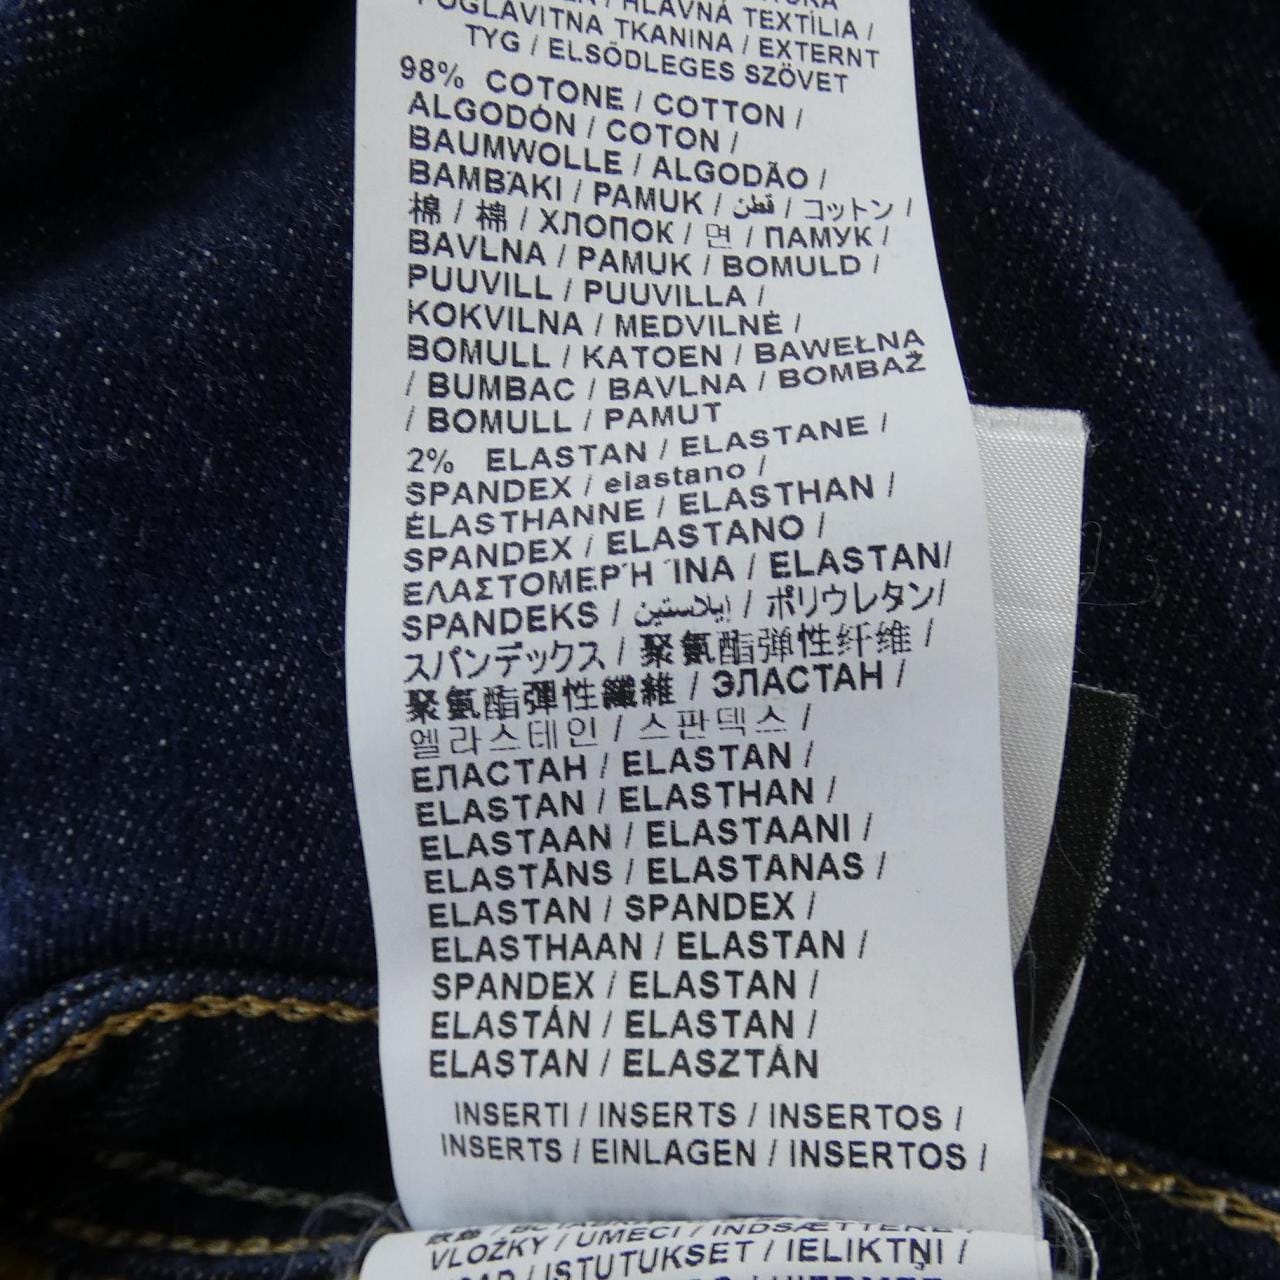 / HLAVNÁ TEXTÍLIA /
POGLAVITNA TKANINA / EXTERNT
TYG / ELSÖDLEGES SZÖVET
98% COTONE / COTTON /
ALGODÓN / COTON /
BAUMWOLLE / ALGODÃO /
BAMBAKI / PAMUK / قطن / コットン /
棉 / 棉 / ХЛОПОК / 면 / ПАМУК /
BAVLNA / PAMUK / BOMULD /
PUUVILL / PUUVILLA /
KOKVILNA / MEDVILNĖ /
BOMULL / KATOEN / BAWEŁNA
/ BUMBAC / BAVLNA / BOMBAŽ
/ BOMULL / PAMUT
2% ELASTAN / ELASTANE /
SPANDEX / elastano /
ÉLASTHANNE / ELASTHAN /
SPANDEX / ELASTANO /
ΕΛΑΣΤΟΜΕΡΉ ΊΝΑ / ELASTAN/
SPANDEKS / إيلاستين / ポリウレタン/
スパンデックス / 聚氨酯弹性纤维 /
聚氨酯彈性纖維 / ЭЛАСТАН /
엘라스테인 / 스판덱스 /
ЕЛАСТАН / ELASTAN /
ELASTAN / ELASTHAN /
ELASTAAN / ELASTAANI /
ELASTĀNS / ELASTANAS /
ELASTAN / SPANDEX /
ELASTHAAN / ELASTAN /
SPANDEX / ELASTAN /
ELASTÁN / ELASTAN /
ELASTAN / ELASZTÁN
INSERTI / INSERTS / INSERTOS /
INSERTS / EINLAGEN / INSERTOS /
VLOŽKY / UMECI / INDSÆTTERE /
/ ISTUTUKSET / IELIKTŅI /